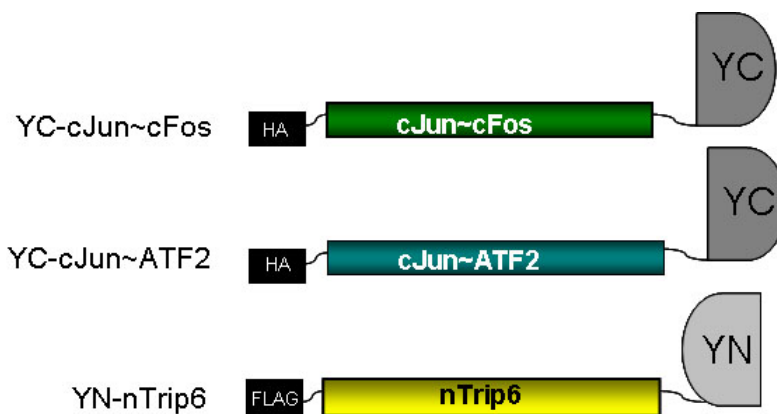 YC
YC-cJun~cFos HA cJun~cFos
YC
YC-cJun~ATF2 HA cJun~ATF2
YN
YN-nTrip6 FLAG nTrip6